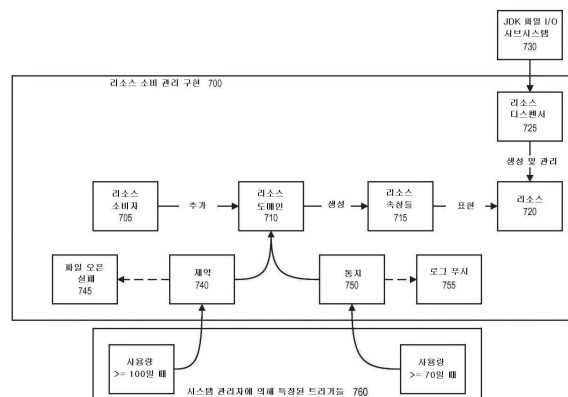 JDK 파일 I/O
서브시스템
730
리소스 소비 관리 구현 700
리소스
디스펜서
725
생성 및 관리
리소스
소비자
705
추가
리소스
도메인
710
생성
리소스
속성들
715
표현
리소스
720
파일 오픈
실패
745
제약
740
통지
750
로그 푸시
755
사용량
>= 100일 때
사용량
>= 70일 때
시스템 관리자에 의해 특정된 트리거들 760